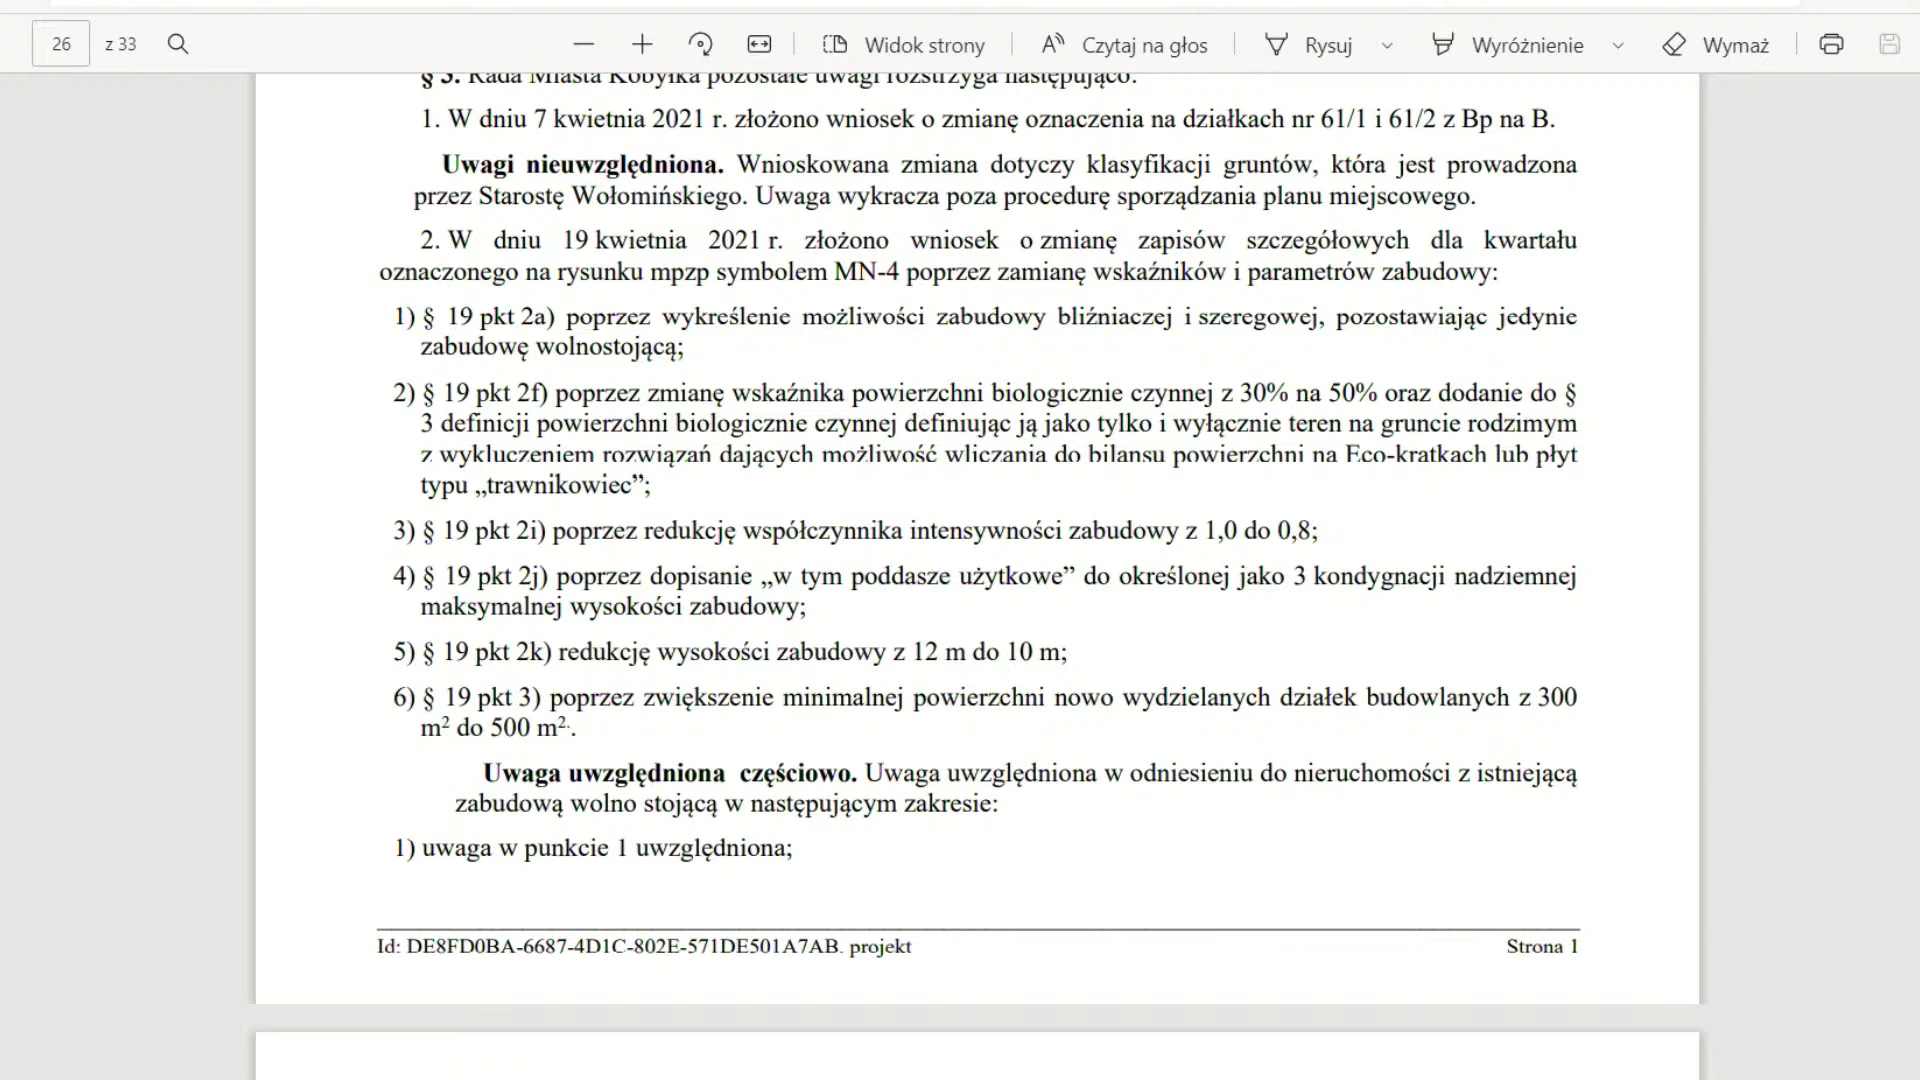 26 z 33 Widok strony Czytaj na głos Rysuj Wyróżnienie Wymaż
§ 3. Rada Miasta Kobyłka pozostałe uwagi rozstrzyga następująco:
1. W dniu 7 kwietnia 2021 r. złożono wniosek o zmianę oznaczenia na działkach nr 61/1 i 61/2 z Bp na B.
Uwagi nieuwzględniona. Wnioskowana zmiana dotyczy klasyfikacji gruntów, która jest prowadzona
przez Starostę Wołomińskiego. Uwaga wykracza poza procedurę sporządzania planu miejscowego.
2. W dniu 19 kwietnia 2021 r. złożono wniosek o zmianę zapisów szczegółowych dla kwartału
oznaczonego na rysunku mpzp symbolem MN-4 poprzez zamianę wskaźników i parametrów zabudowy:
1) § 19 pkt 2a) poprzez wykreślenie możliwości zabudowy bliźniaczej i szeregowej, pozostawiając jedynie
zabudowę wolnostojącą;
2) § 19 pkt 2f) poprzez zmianę wskaźnika powierzchni biologicznie czynnej z 30% na 50% oraz dodanie do §
3 definicji powierzchni biologicznie czynnej definiując ją jako tylko i wyłącznie teren na gruncie rodzimym
z wykluczeniem rozwiązań dających możliwość wliczania do bilansu powierzchni na Eco-kratkach lub płyt
typu „trawnikowiec”;
3) § 19 pkt 2i) poprzez redukcję współczynnika intensywności zabudowy z 1,0 do 0,8;
4) § 19 pkt 2j) poprzez dopisanie „w tym poddasze użytkowe” do określonej jako 3 kondygnacji nadziemnej
maksymalnej wysokości zabudowy;
5) § 19 pkt 2k) redukcję wysokości zabudowy z 12 m do 10 m;
6) § 19 pkt 3) poprzez zwiększenie minimalnej powierzchni nowo wydzielanych działek budowlanych z 300
m² do 500 m²..
Uwaga uwzględniona częściowo. Uwaga uwzględniona w odniesieniu do nieruchomości z istniejącą
zabudową wolno stojącą w następującym zakresie:
1) uwaga w punkcie 1 uwzględniona;
Id: DE8FD0BA-6687-4D1C-802E-571DE501A7AB. projekt Strona 1